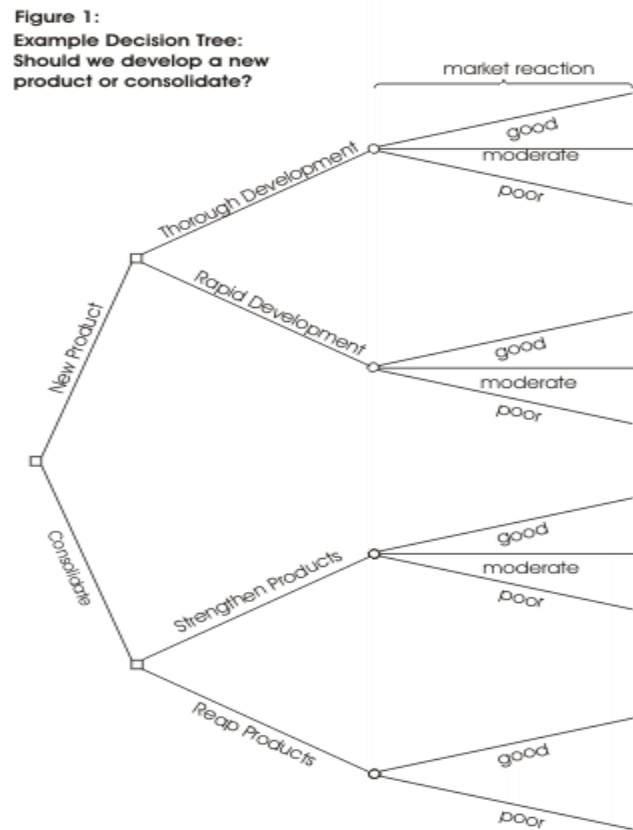 Figure 1:
Example Decision Tree:
Should we develop a new
product or consolidate?
market reaction
good
moderate
poor
Thorough Development
Rapid Development
good
moderate
poor
New Product
Consolidate
good
moderate
poor
Strengthen Products
Reap Products
good
poor